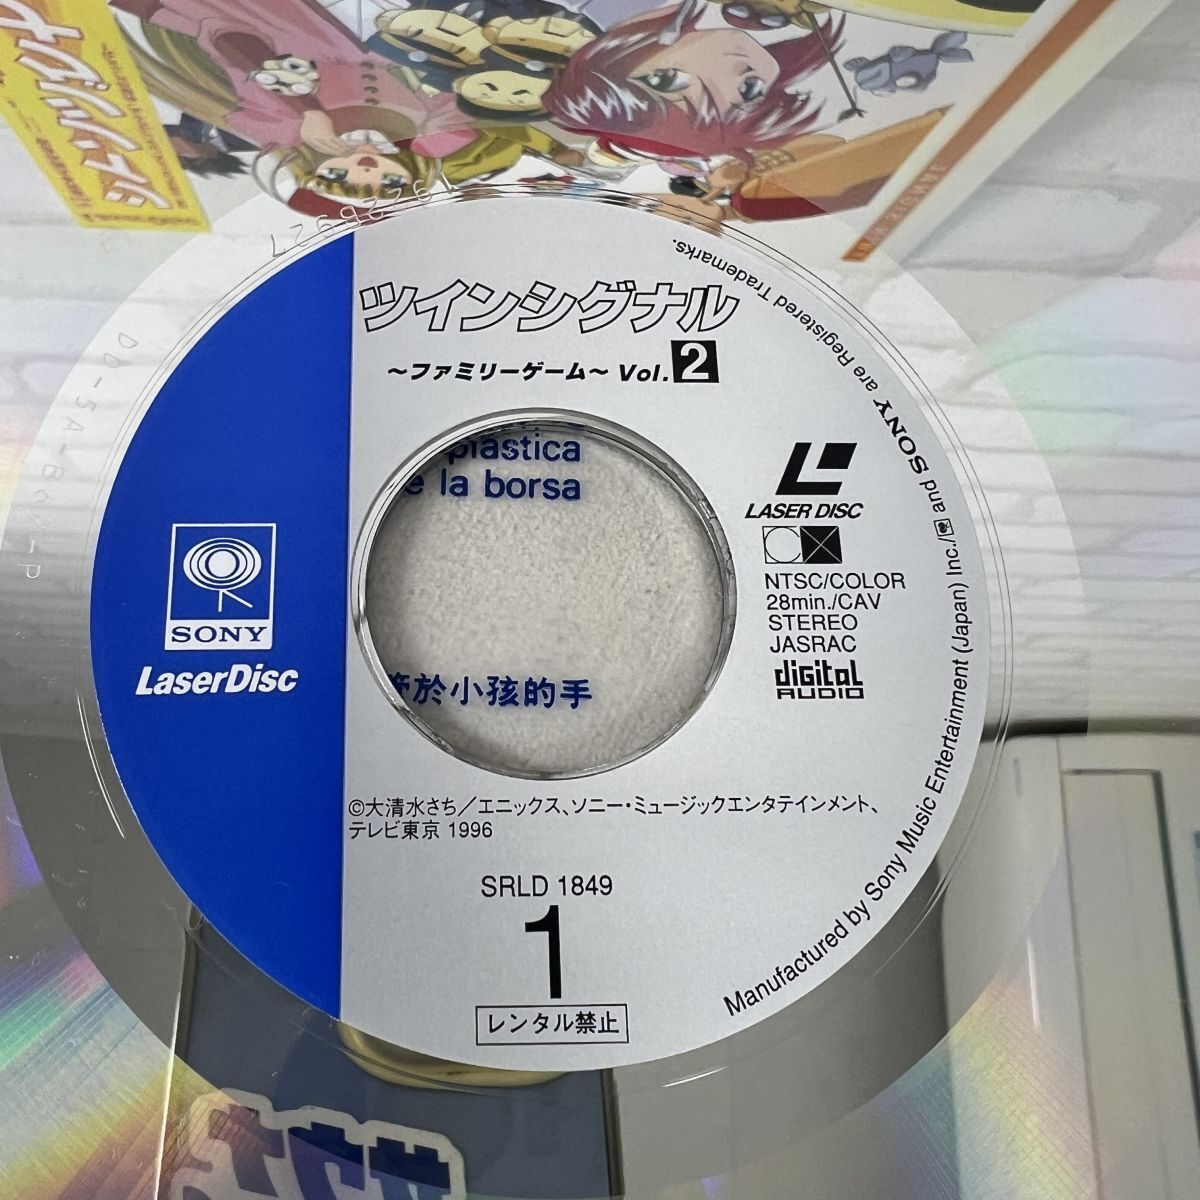 ツインシグナル
～ファミリーゲーム～ Vol.2
SONY
LaserDisc
LASER DISC
NTSC/COLOR
28min./CAV
STEREO
JASRAC
digital
AUDIO
plastica
e la borsa
於小孩的手
©大清水さち／エニックス、ソニー・ミュージックエンタテインメント、
テレビ東京 1996
SRLD 1849
1
レンタル禁止
Manufactured by Sony Music Entertainment (Japan) Inc./ and SONY are Registered Trademarks.